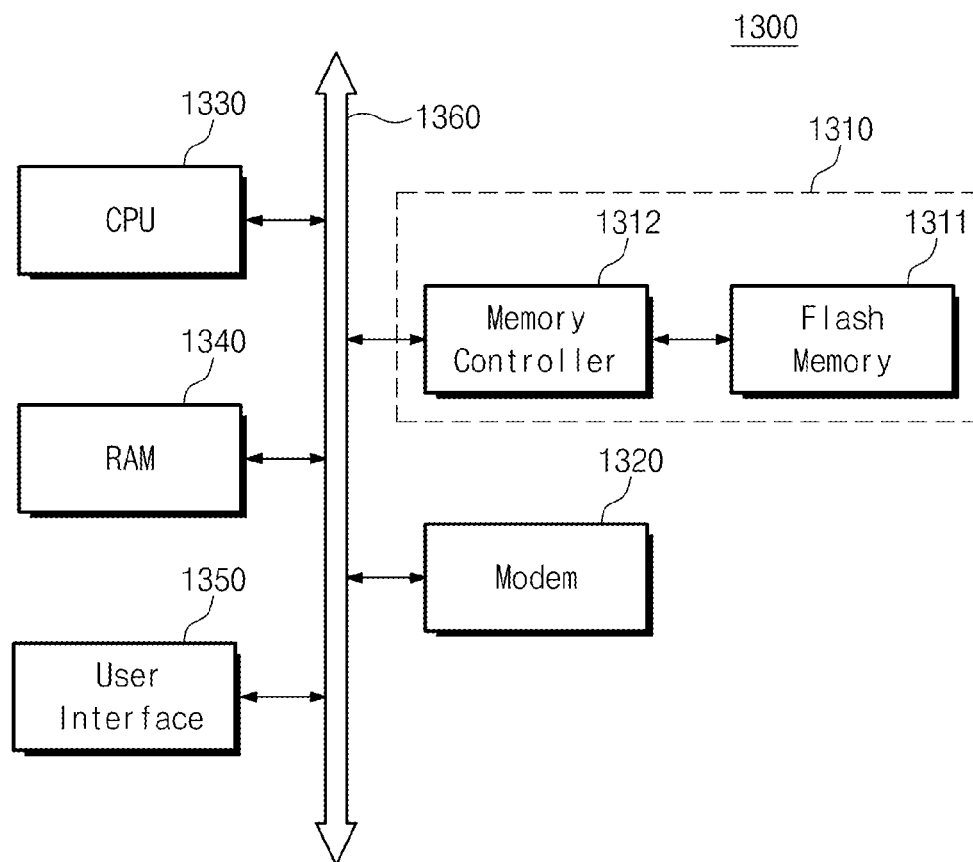 1300
1330
1360
1310
CPU
1312
1311
Memory
Controller
Flash
Memory
1340
RAM
1320
Modem
1350
User
Interface